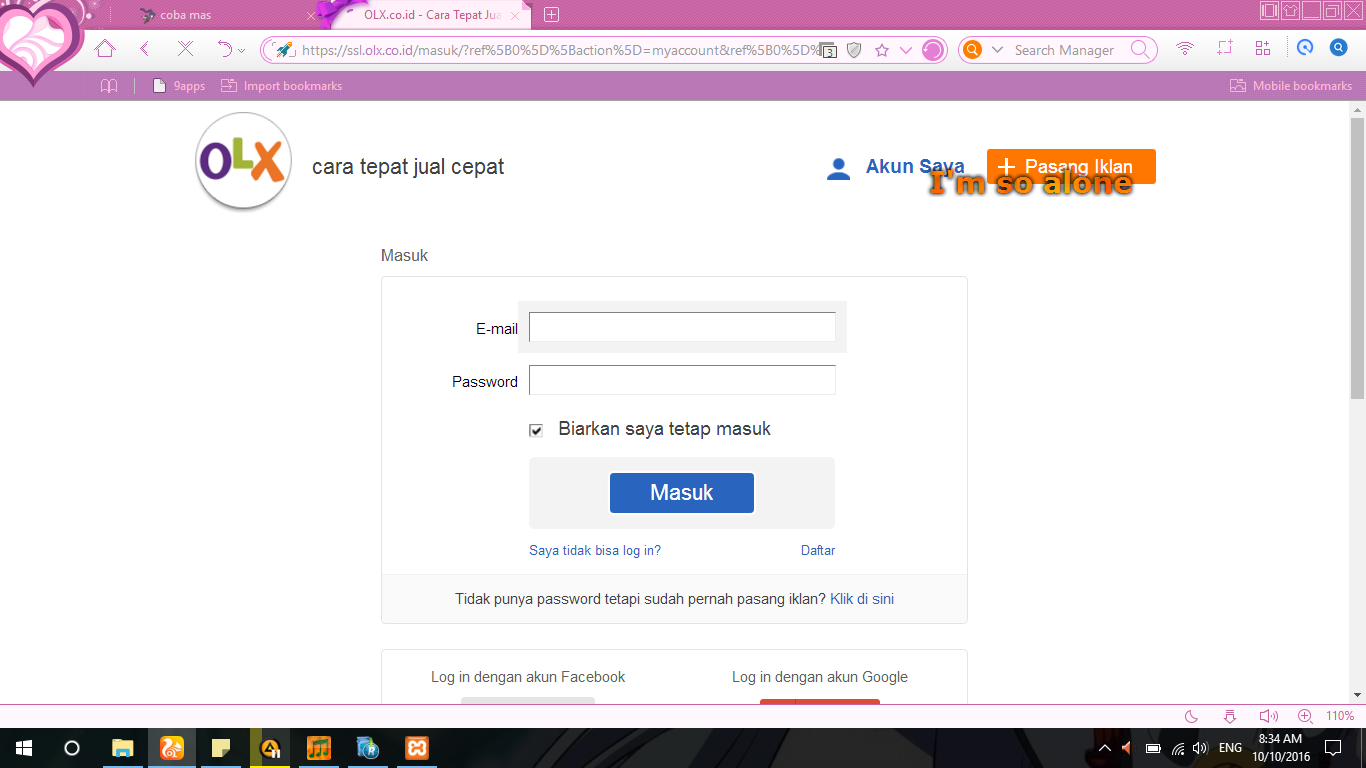 coba mas
OLX.co.id - Cara Tepat Jua
https://ssl.olx.co.id/masuk/?ref%5B0%5D%5Baction%5D=myaccount&ref%5B0%5D%
3
Search Manager
9apps
Import bookmarks
Mobile bookmarks
OLX
cara tepat jual cepat
Akun Saya
Pasang Iklan
I'm so alone
Masuk
E-mail
Password
Biarkan saya tetap masuk
Masuk
Saya tidak bisa log in?
Daftar
Tidak punya password tetapi sudah pernah pasang iklan? Klik di sini
Log in dengan akun Facebook
Log in dengan akun Google
110%
ENG
8:34 AM
10/10/2016